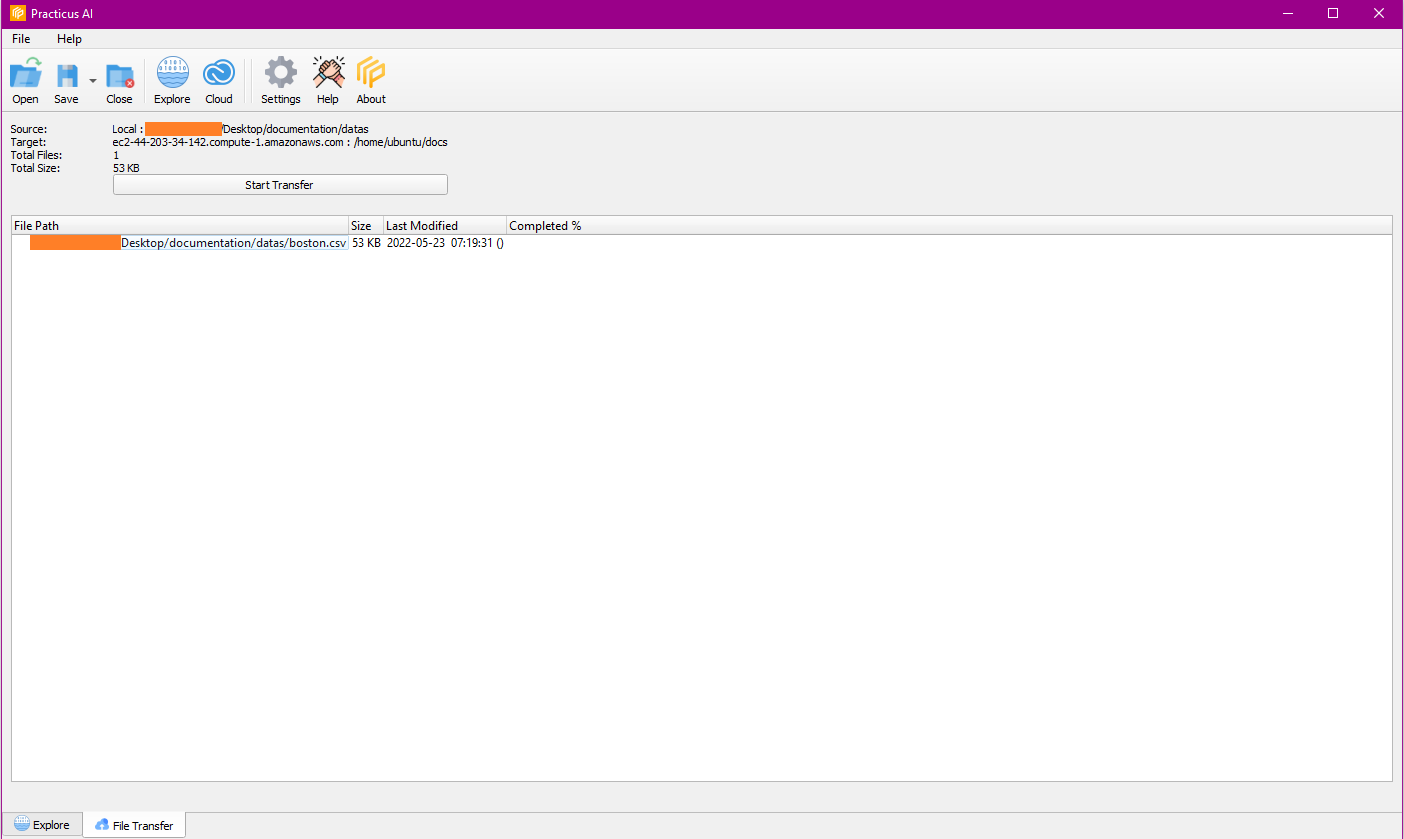 Practicus AI
File Help
Open Save Close Explore Cloud Settings Help About
Source: Local : /Desktop/documentation/datas
Target: ec2-44-203-34-142.compute-1.amazonaws.com : /home/ubuntu/docs
Total Files: 1
Total Size: 53 KB
Start Transfer
File Path Size Last Modified Completed %
Desktop/documentation/datas/boston.csv 53 KB 2022-05-23 07:19:31 ()
Explore File Transfer